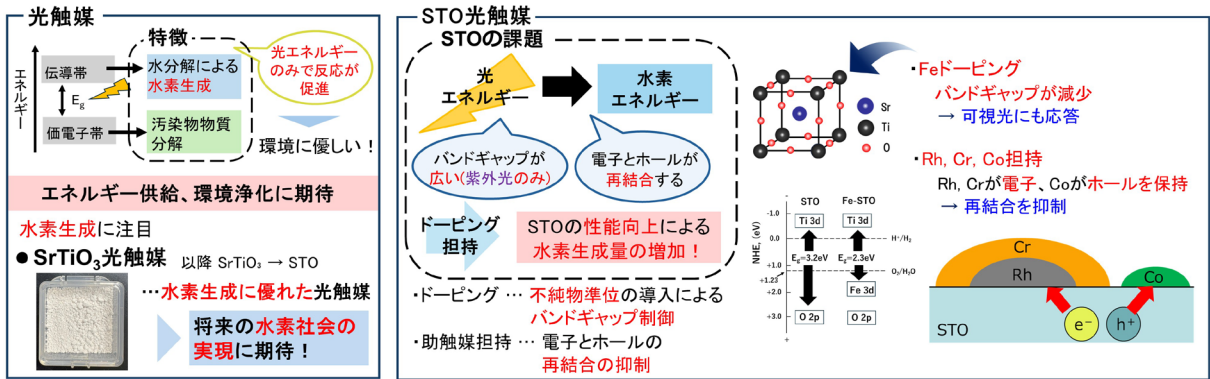 光触媒
エネルギー
伝導帯
Eg
価電子帯
特徴
水分解による
水素生成
汚染物物質
分解
光エネルギー
のみで反応が
促進
環境に優しい！
エネルギー供給、環境浄化に期待
水素生成に注目
● SrTiO₃光触媒 以降 SrTiO₃ → STO
…水素生成に優れた光触媒
将来の水素社会の
実現に期待！
STO光触媒
STOの課題
光
エネルギー
水素
エネルギー
バンドギャップが
広い(紫外光のみ)
電子とホールが
再結合する
ドーピング
担持
STOの性能向上による
水素生成量の増加！
・ドーピング … 不純物準位の導入による
バンドギャップ制御
・助触媒担持 … 電子とホールの
再結合の抑制
Sr
Ti
O
NHE, (eV)
-
-1.0
0.0
+1.0
+1.23
+2.0
+3.0
+
STO
Fe-STO
Ti 3d
Ti 3d
H⁺/H₂
Eg=3.2eV
Eg=2.3eV
O₂/H₂O
Fe 3d
O 2p
O 2p
・Feドーピング
バンドギャップが減少
→ 可視光にも応答
・Rh, Cr, Co担持
Rh, Crが電子、Coがホールを保持
→ 再結合を抑制
Cr
Rh
Co
STO
e⁻
h⁺